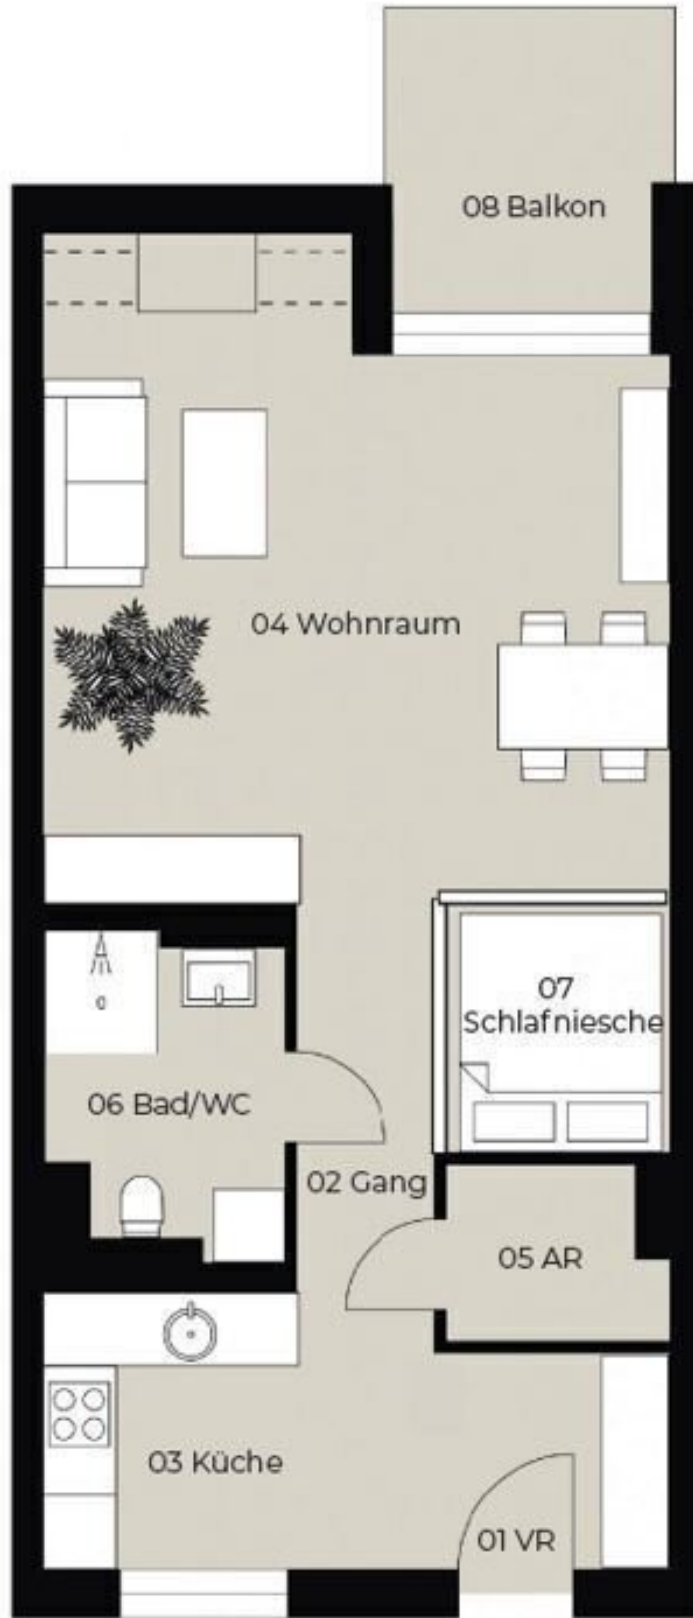 08 Balkon
04 Wohnraum
07
Schlafniesche
06 Bad/WC
02 Gang
05 AR
03 Küche
01 VR